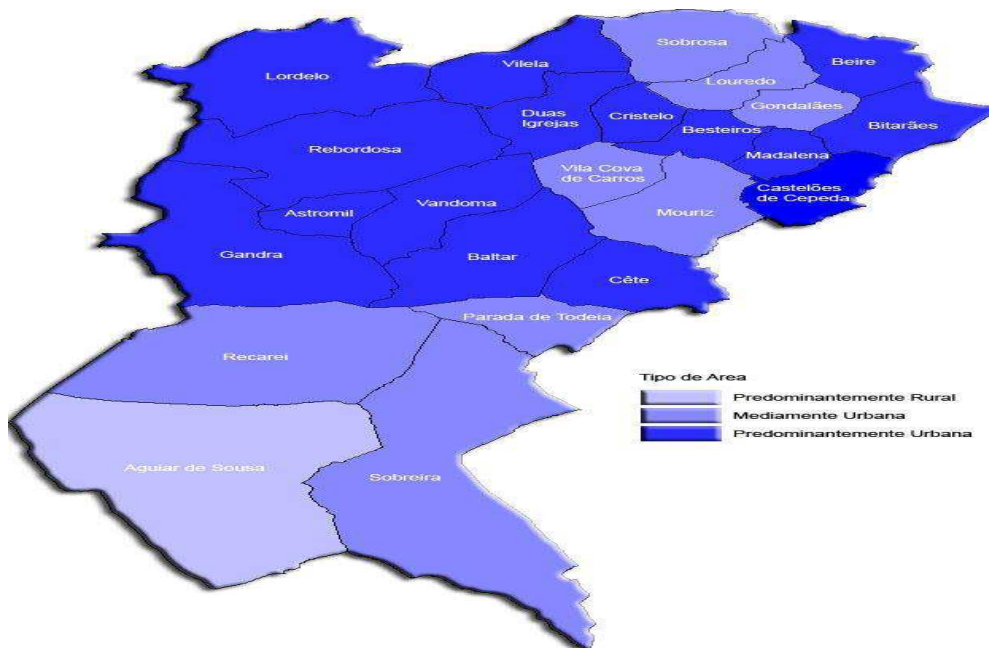 Sobrosa
Vilela
Beire
Lordelo
Louredo
Gondalães
Duas
Igrejas
Cristelo
Besteiros
Bitarães
Rebordosa
Madalena
Vila Cova
de Carros
Castelões
de Cepeda
Astromil
Vandoma
Mouriz
Gandra
Baltar
Cête
Parada de Todeia
Recarei
Tipo de Area
Predominantemente Rural
Mediamente Urbana
Predominantemente Urbana
Aguiar de Sousa
Sobreira